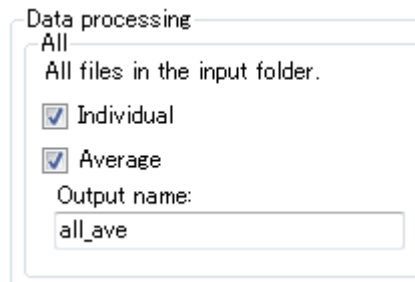 Data processing
All
All files in the input folder.
Individual
Average
Output name:
all_ave